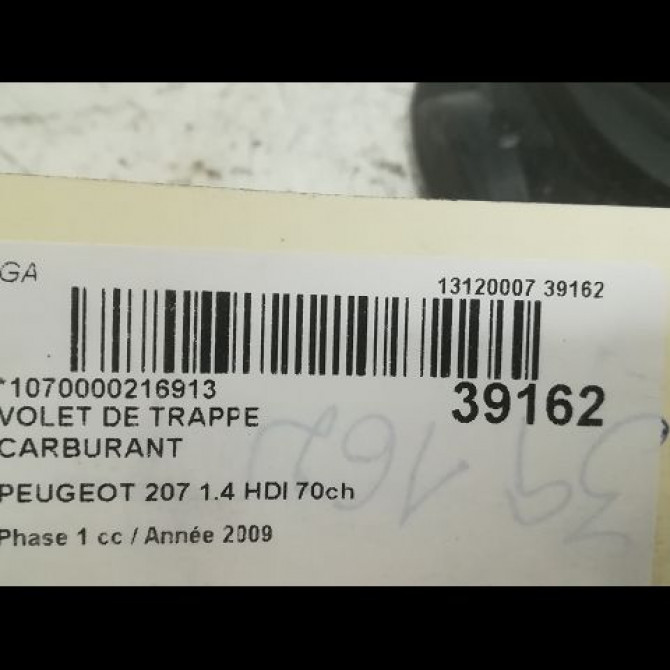 GA
13120007 39162
*1070000216913
39162
VOLET DE TRAPPE
CARBURANT
PEUGEOT 207 1.4 HDI 70ch
Phase 1 cc / Année 2009
39162